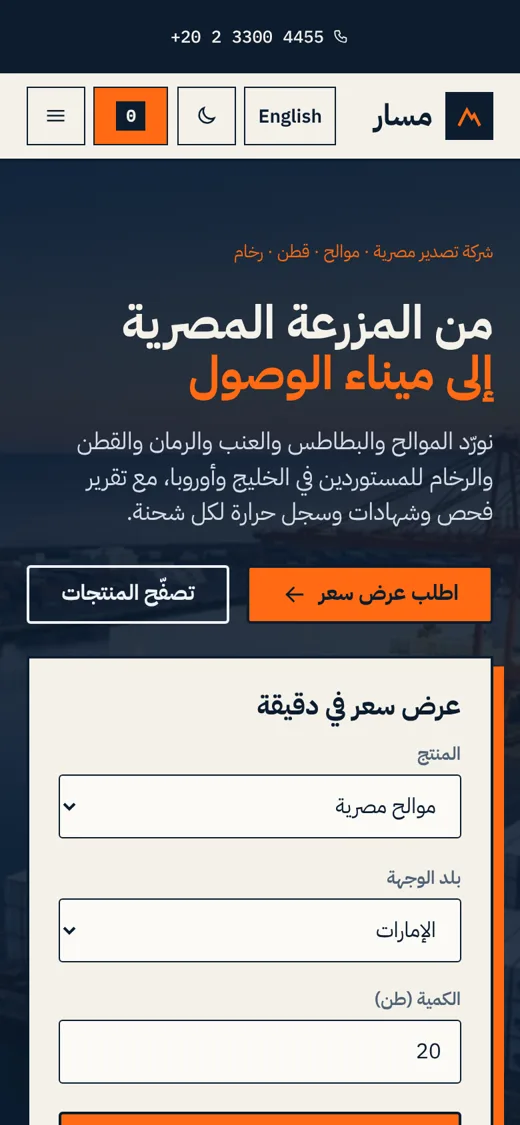 +20 2 3300 4455
مسار
English
0
شركة تصدير مصرية · موالح · قطن · رخام
من المزرعة المصرية
إلى ميناء الوصول
نورّد الموالح والبطاطس والعنب والرمان والقطن
والرخام للمستوردين في الخليج وأوروبا، مع تقرير
فحص وشهادات وسجل حرارة لكل شحنة.
اطلب عرض سعر ←
تصفّح المنتجات
عرض سعر في دقيقة
المنتج
موالح مصرية
بلد الوجهة
الإمارات
الكمية (طن)
20